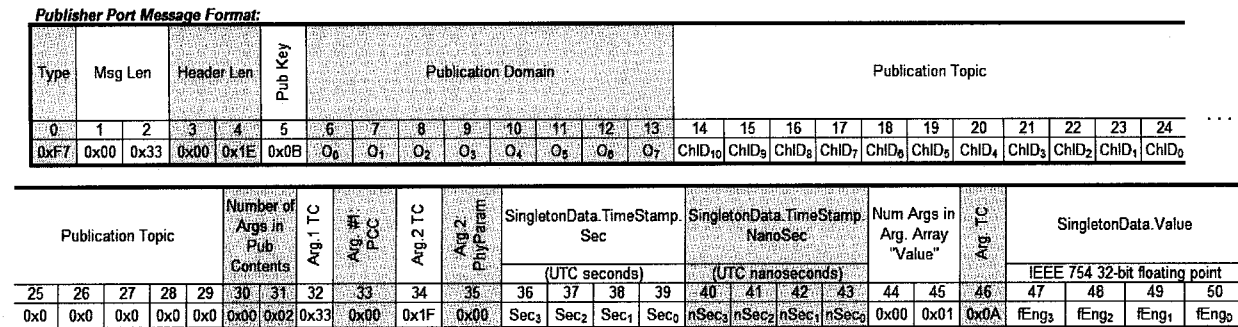 Publisher Port Message Format:
Type Msg Len Header Len Pub Key Publication Domain Publication Topic
0 1 2 3 4 5 6 7 8 9 10 11 12 13 14 15 16 17 18 19 20 21 22 23 24 ...
0xF7 0x00 0x33 0x00 0x1E 0x0B O₀ O₁ O₂ O₃ O₄ O₅ O₆ O₇ ChID₁₀ ChID₉ ChID₈ ChID₇ ChID₆ ChID₅ ChID₄ ChID₃ ChID₂ ChID₁ ChID₀
Publication Topic Number of Args in Pub Contents Arg.1 TC Arg. #1: PCC Arg.2 TC Arg.2: PhyParam SingletonData.TimeStamp.Sec SingletonData.TimeStamp.NanoSec Num Args in Arg. Array "Value" Arg: TC SingletonData.Value
(UTC seconds) (UTC nanoseconds) IEEE 754 32-bit floating point
25 26 27 28 29 30 31 32 33 34 35 36 37 38 39 40 41 42 43 44 45 46 47 48 49 50
0x0 0x0 0x0 0x0 0x0 0x00 0x02 0x33 0x00 0x1F 0x00 Sec₃ Sec₂ Sec₁ Sec₀ nSec₃ nSec₂ nSec₁ nSec₀ 0x00 0x01 0x0A fEng₃ fEng₂ fEng₁ fEng₀